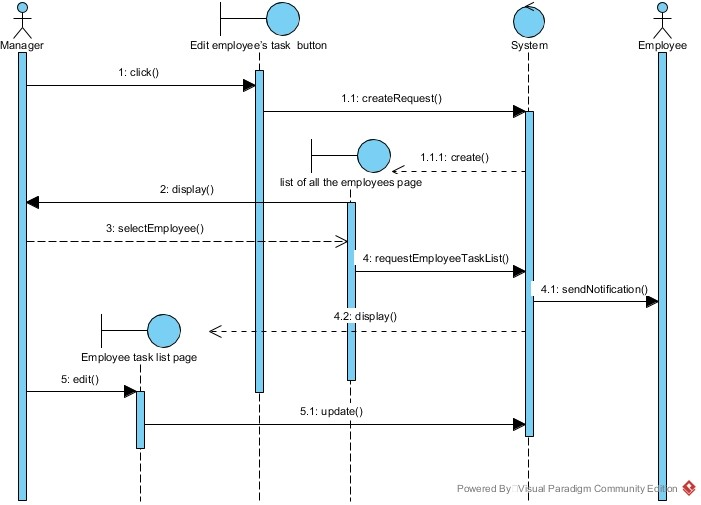 Manager
Edit employee's task button
System
Employee
1: click()
1.1: createRequest()
1.1.1: create()
list of all the employees page
2: display()
3: selectEmployee()
4: requestEmployeeTaskList()
4.1: sendNotification()
4.2: display()
Employee task list page
5: edit()
5.1: update()
Powered By Visual Paradigm Community Edition